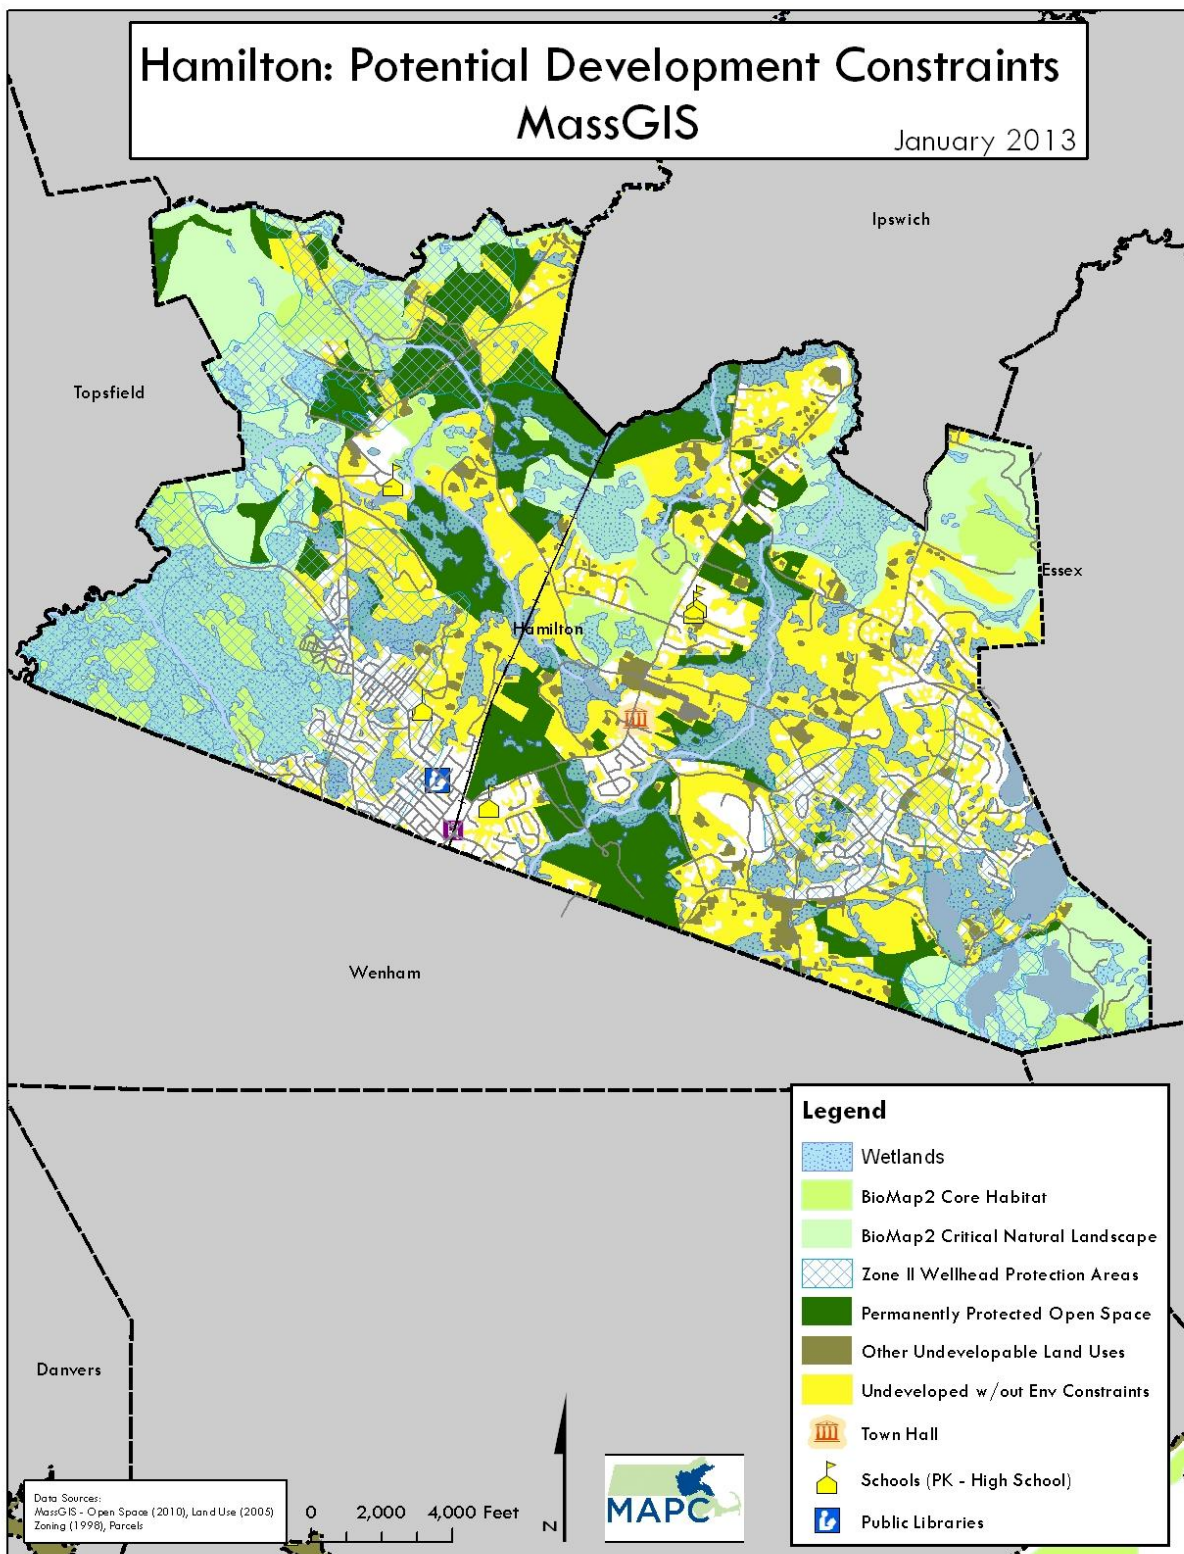 Hamilton: Potential Development Constraints
MassGIS
January 2013
Ipswich
Topsfield
Essex
Hamilton
Wenham
Danvers
Legend
Wetlands
BioMap2 Core Habitat
BioMap2 Critical Natural Landscape
Zone II Wellhead Protection Areas
Permanently Protected Open Space
Other Undevelopable Land Uses
Undeveloped w/out Env Constraints
Town Hall
Schools (PK - High School)
Public Libraries
Data Sources:
MassGIS - Open Space (2010), Land Use (2005)
Zoning (1998), Parcels
0 2,000 4,000 Feet
N
MAPC